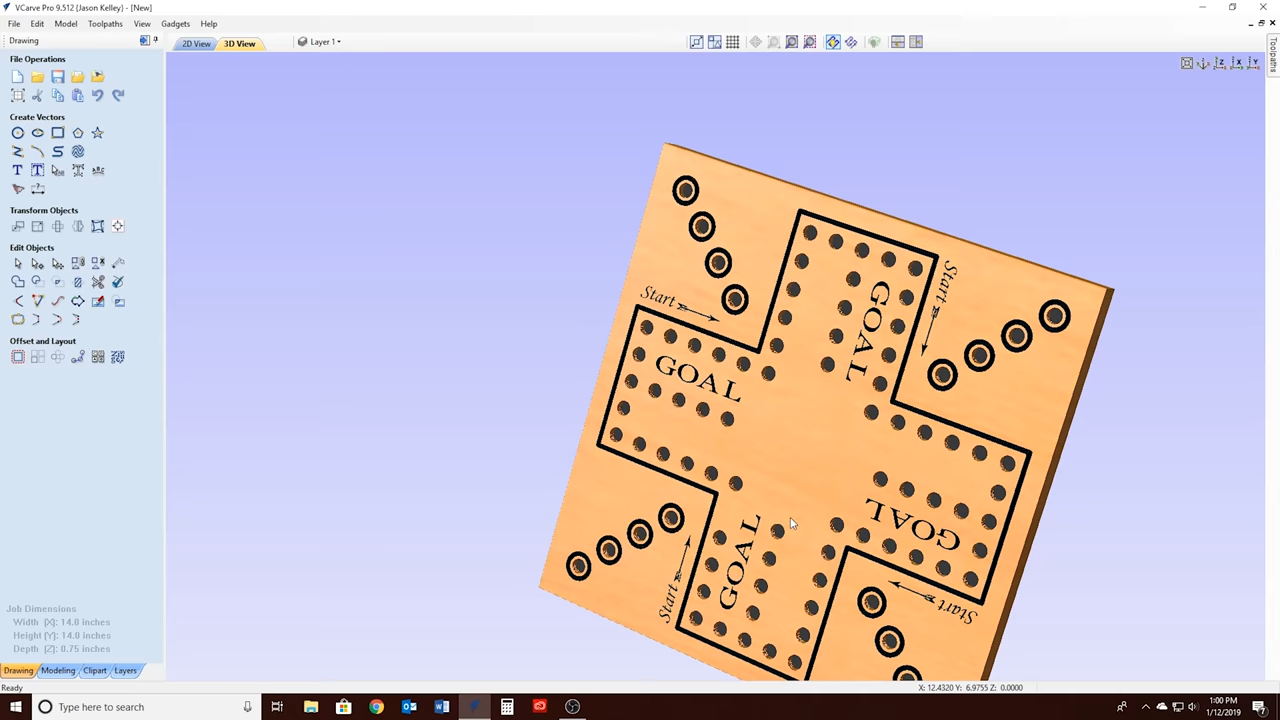 VCarve Pro 9.512 {Jason Kelley} - [New]
File Edit Model Toolpaths View Gadgets Help
Drawing
2D View 3D View Layer 1
Toolpaths
File Operations
Create Vectors
Transform Objects
Edit Objects
Offset and Layout
Start
GOAL
Start
GOAL
GOAL
Start
GOAL
Start
Job Dimensions
Width (X): 14.0 inches
Height (Y): 14.0 inches
Depth (Z): 0.75 inches
Drawing Modeling Clipart Layers
Ready
X: 12.4320 Y: 6.9755 Z: 0.0000
Type here to search
1:00 PM
1/12/2019